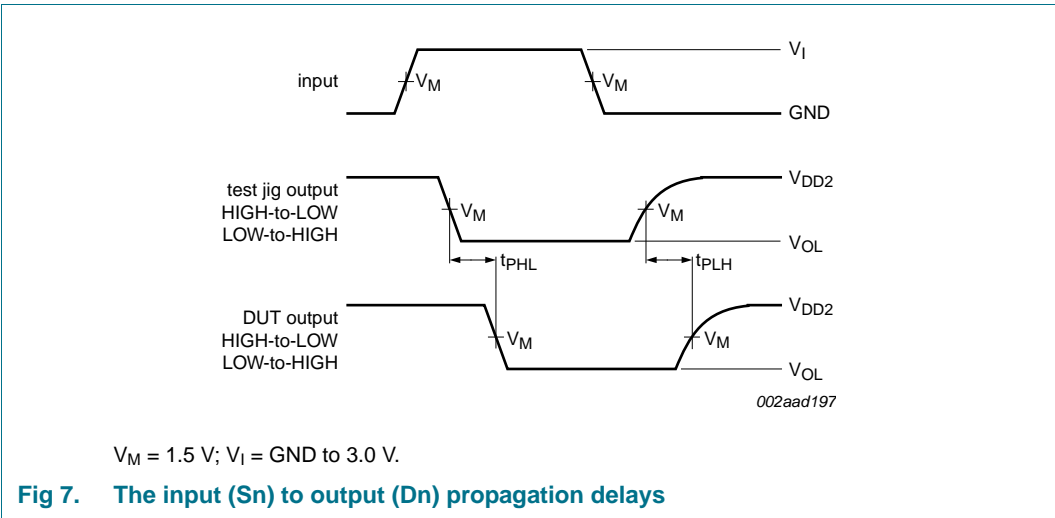 input
V_M
V_M
V_I
GND
test jig output
HIGH-to-LOW
LOW-to-HIGH
V_M
V_M
V_DD2
V_OL
t_PHL
t_PLH
DUT output
HIGH-to-LOW
LOW-to-HIGH
V_M
V_M
V_DD2
V_OL
002aad197
V_M = 1.5 V; V_I = GND to 3.0 V.
Fig 7. The input (Sn) to output (Dn) propagation delays